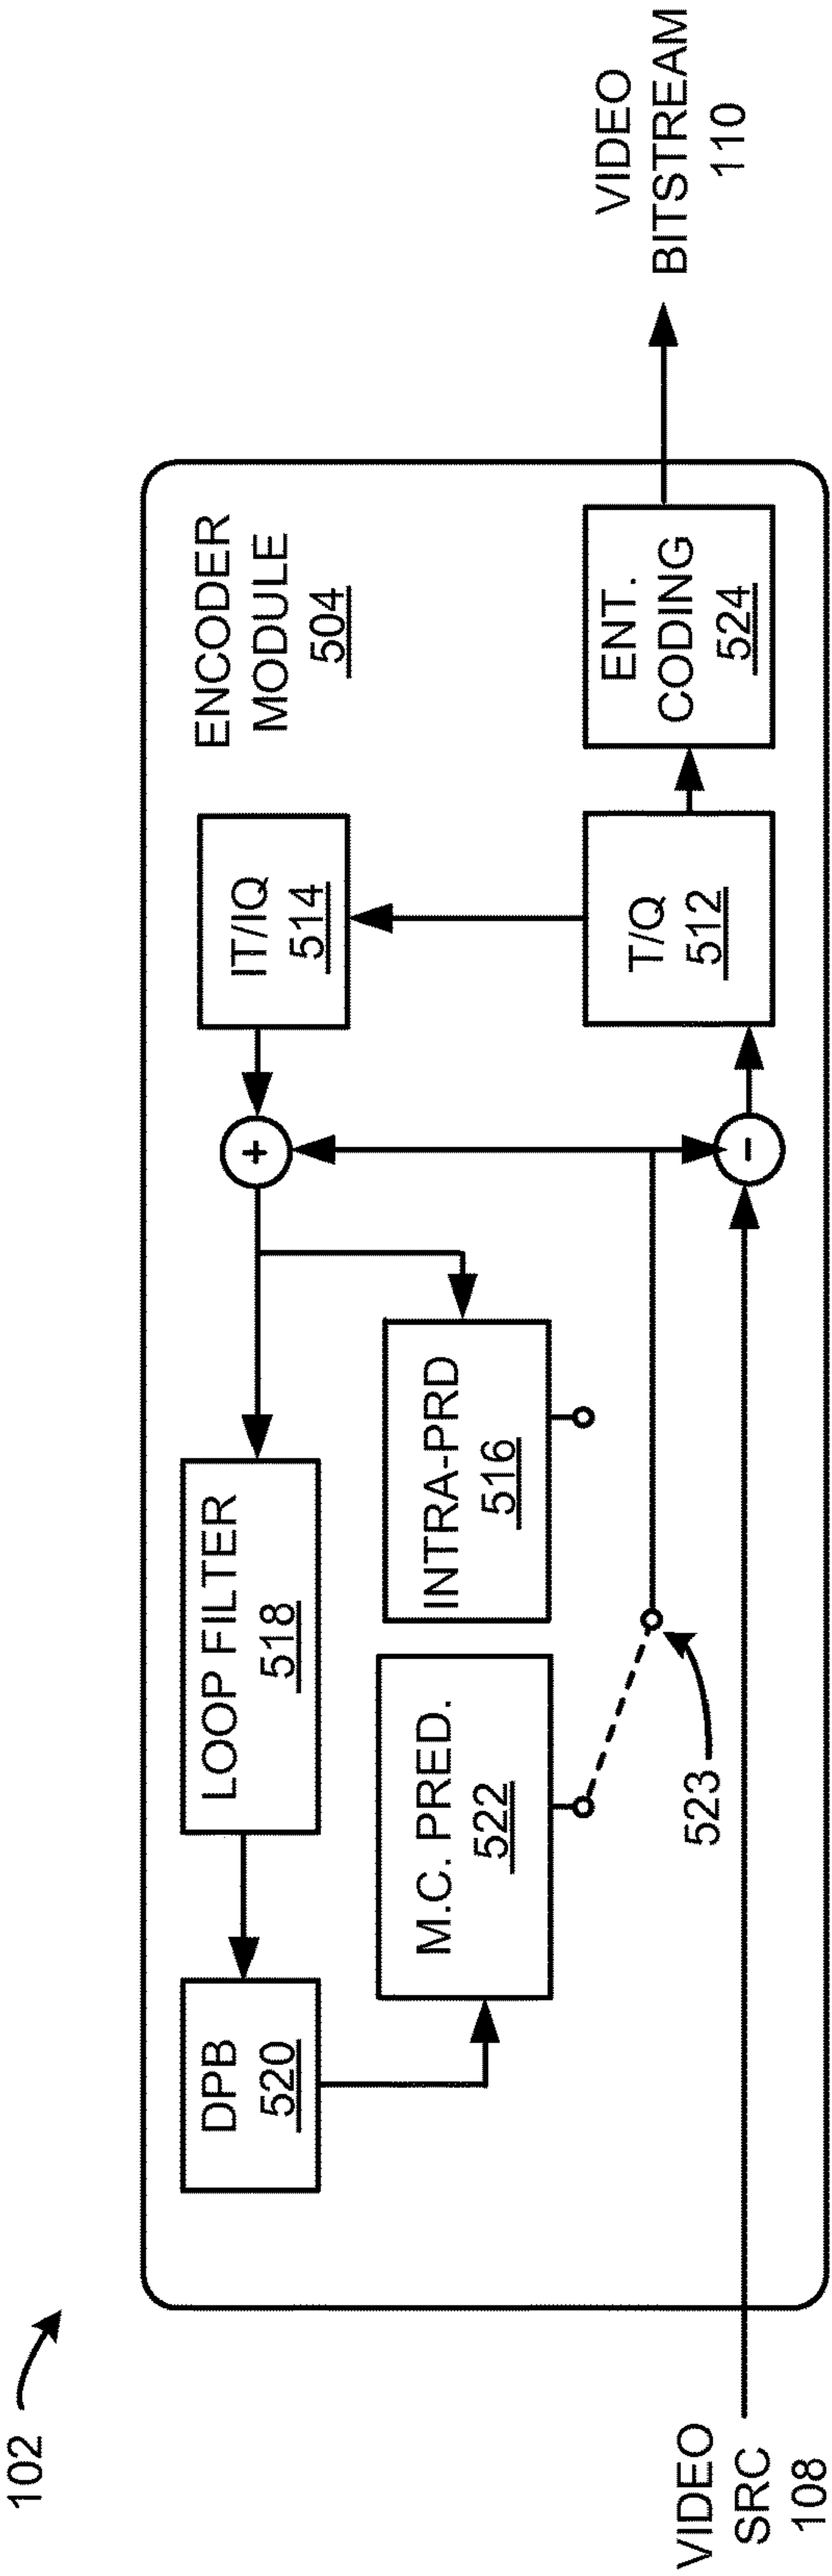 102
ENCODER
MODULE
504
DPB
520
LOOP FILTER
518
+
IT/IQ
514
M.C. PRED.
522
INTRA-PRD
516
523
VIDEO
SRC
108
-
T/Q
512
ENT.
CODING
524
VIDEO
BITSTREAM
110